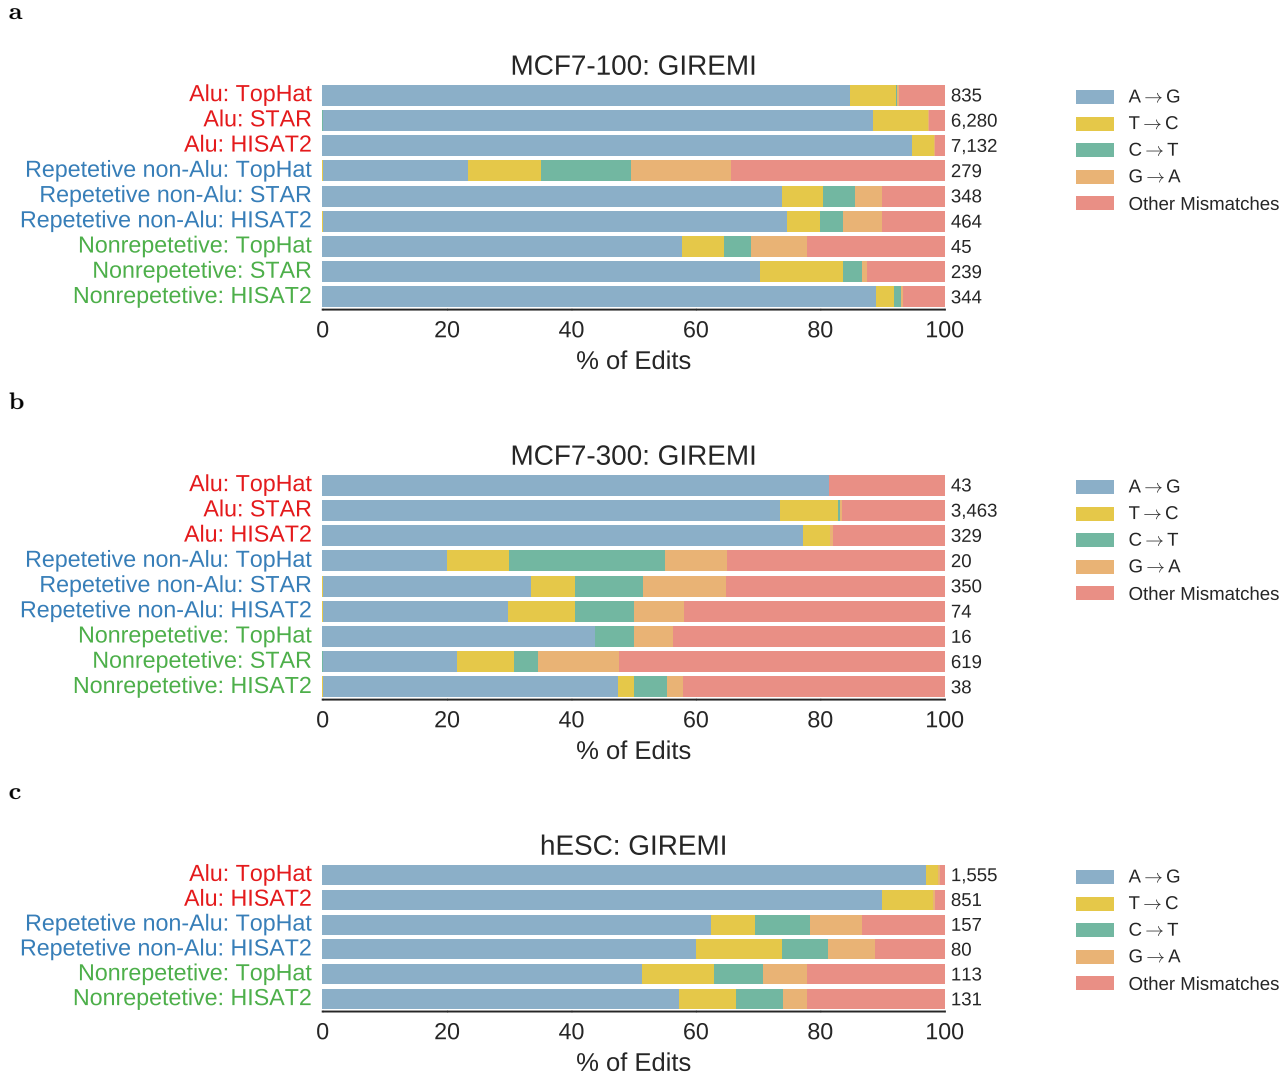 a
MCF7-100: GIREMI
Alu: TopHat 835
Alu: STAR 6,280
Alu: HISAT2 7,132
Repetetive non-Alu: TopHat 279
Repetetive non-Alu: STAR 348
Repetetive non-Alu: HISAT2 464
Nonrepetetive: TopHat 45
Nonrepetetive: STAR 239
Nonrepetetive: HISAT2 344
0 20 40 60 80 100
% of Edits
A→G
T→C
C→T
G→A
Other Mismatches
b
MCF7-300: GIREMI
Alu: TopHat 43
Alu: STAR 3,463
Alu: HISAT2 329
Repetetive non-Alu: TopHat 20
Repetetive non-Alu: STAR 350
Repetetive non-Alu: HISAT2 74
Nonrepetetive: TopHat 16
Nonrepetetive: STAR 619
Nonrepetetive: HISAT2 38
0 20 40 60 80 100
% of Edits
A→G
T→C
C→T
G→A
Other Mismatches
c
hESC: GIREMI
Alu: TopHat 1,555
Alu: HISAT2 851
Repetetive non-Alu: TopHat 157
Repetetive non-Alu: HISAT2 80
Nonrepetetive: TopHat 113
Nonrepetetive: HISAT2 131
0 20 40 60 80 100
% of Edits
A→G
T→C
C→T
G→A
Other Mismatches